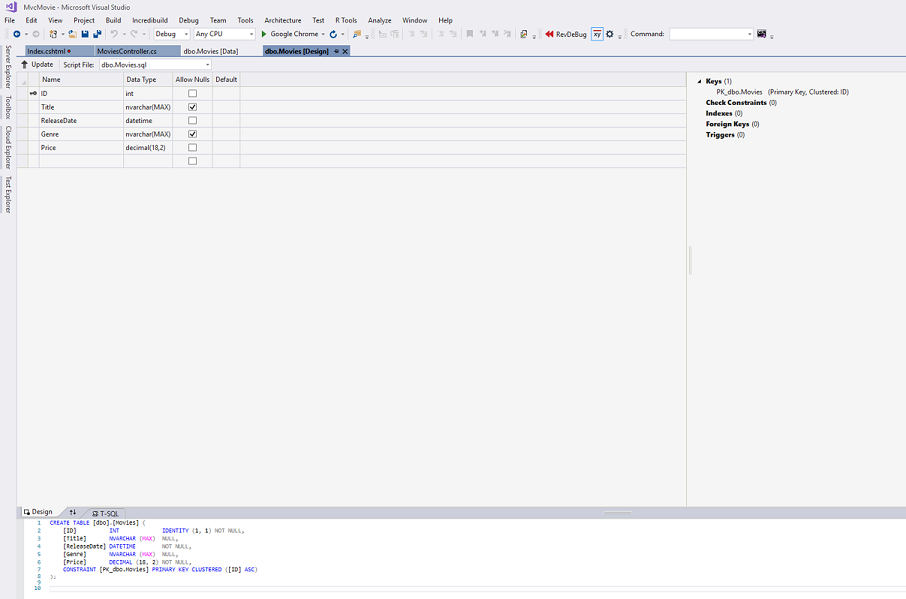 MvcMovie - Microsoft Visual Studio
File Edit View Project Build Incredibuild Debug Team Tools Architecture Test R Tools Analyze Window Help
Debug Any CPU Google Chrome RevDeBug xy Command:
Index.cshtml MoviesController.cs dbo.Movies [Data] dbo.Movies [Design]
Update Script File: dbo.Movies.sql
Server Explorer
Toolbox
Cloud Explorer
Test Explorer
Name Data Type Allow Nulls Default
ID int
Title nvarchar(MAX)
ReleaseDate datetime
Genre nvarchar(MAX)
Price decimal(18,2)
Keys (1)
PK_dbo.Movies (Primary Key, Clustered: ID)
Check Constraints (0)
Indexes (0)
Foreign Keys (0)
Triggers (0)
Design T-SQL
1 CREATE TABLE [dbo].[Movies] (
2 [ID] INT IDENTITY (1, 1) NOT NULL,
3 [Title] NVARCHAR (MAX) NULL,
4 [ReleaseDate] DATETIME NOT NULL,
5 [Genre] NVARCHAR (MAX) NULL,
6 [Price] DECIMAL (18, 2) NOT NULL,
7 CONSTRAINT [PK_dbo.Movies] PRIMARY KEY CLUSTERED ([ID] ASC)
8 );
9
10